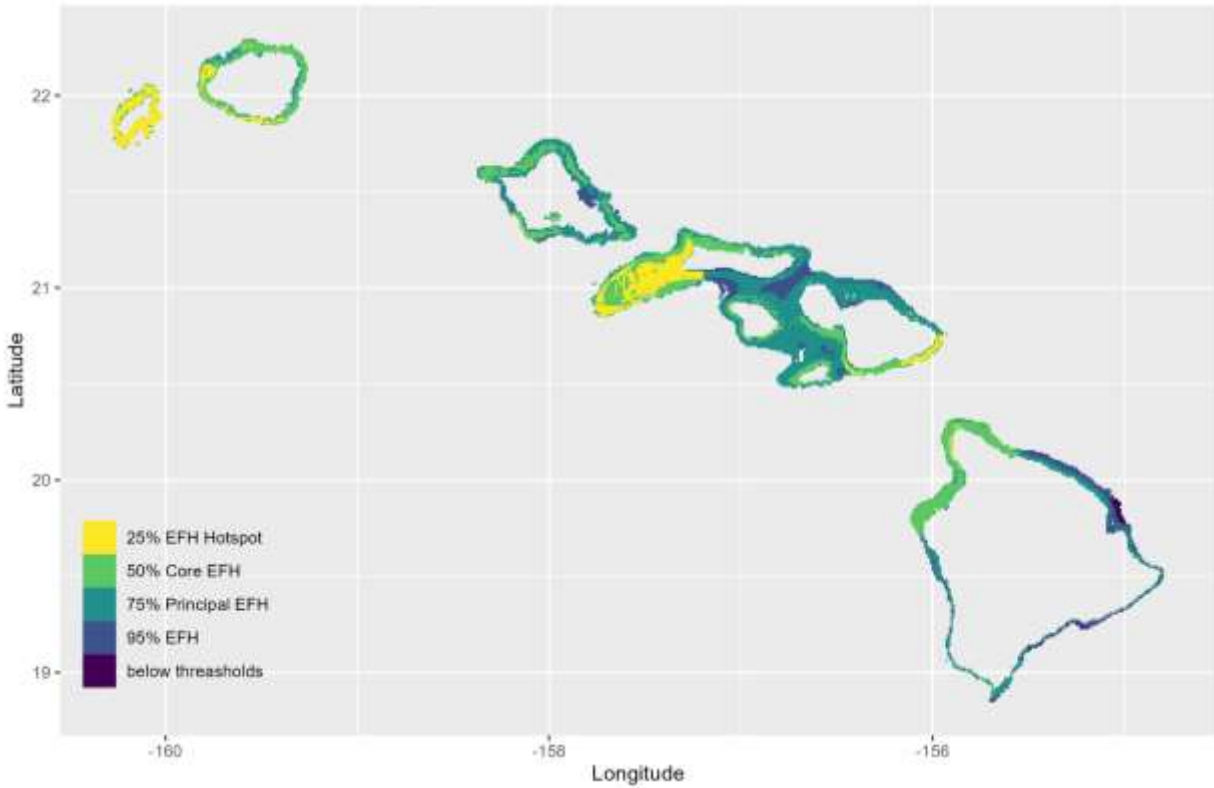 22
21
20
19
Latitude
25% EFH Hotspot
50% Core EFH
75% Principal EFH
95% EFH
below threasholds
-160
-158
-156
Longitude